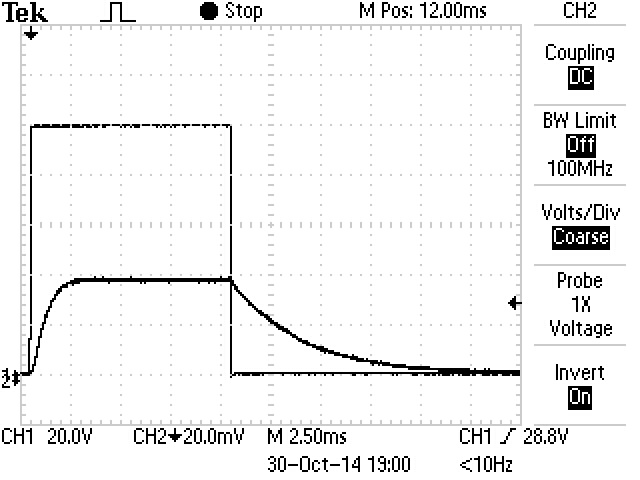 Tek Stop M Pos: 12.00ms CH2
Coupling
DC
BW Limit
Off
100MHz
Volts/Div
Coarse
Probe
1X
Voltage
Invert
On
CH1 20.0V CH2 20.0mV M 2.50ms CH1 28.8V
30-Oct-14 19:00 <10Hz